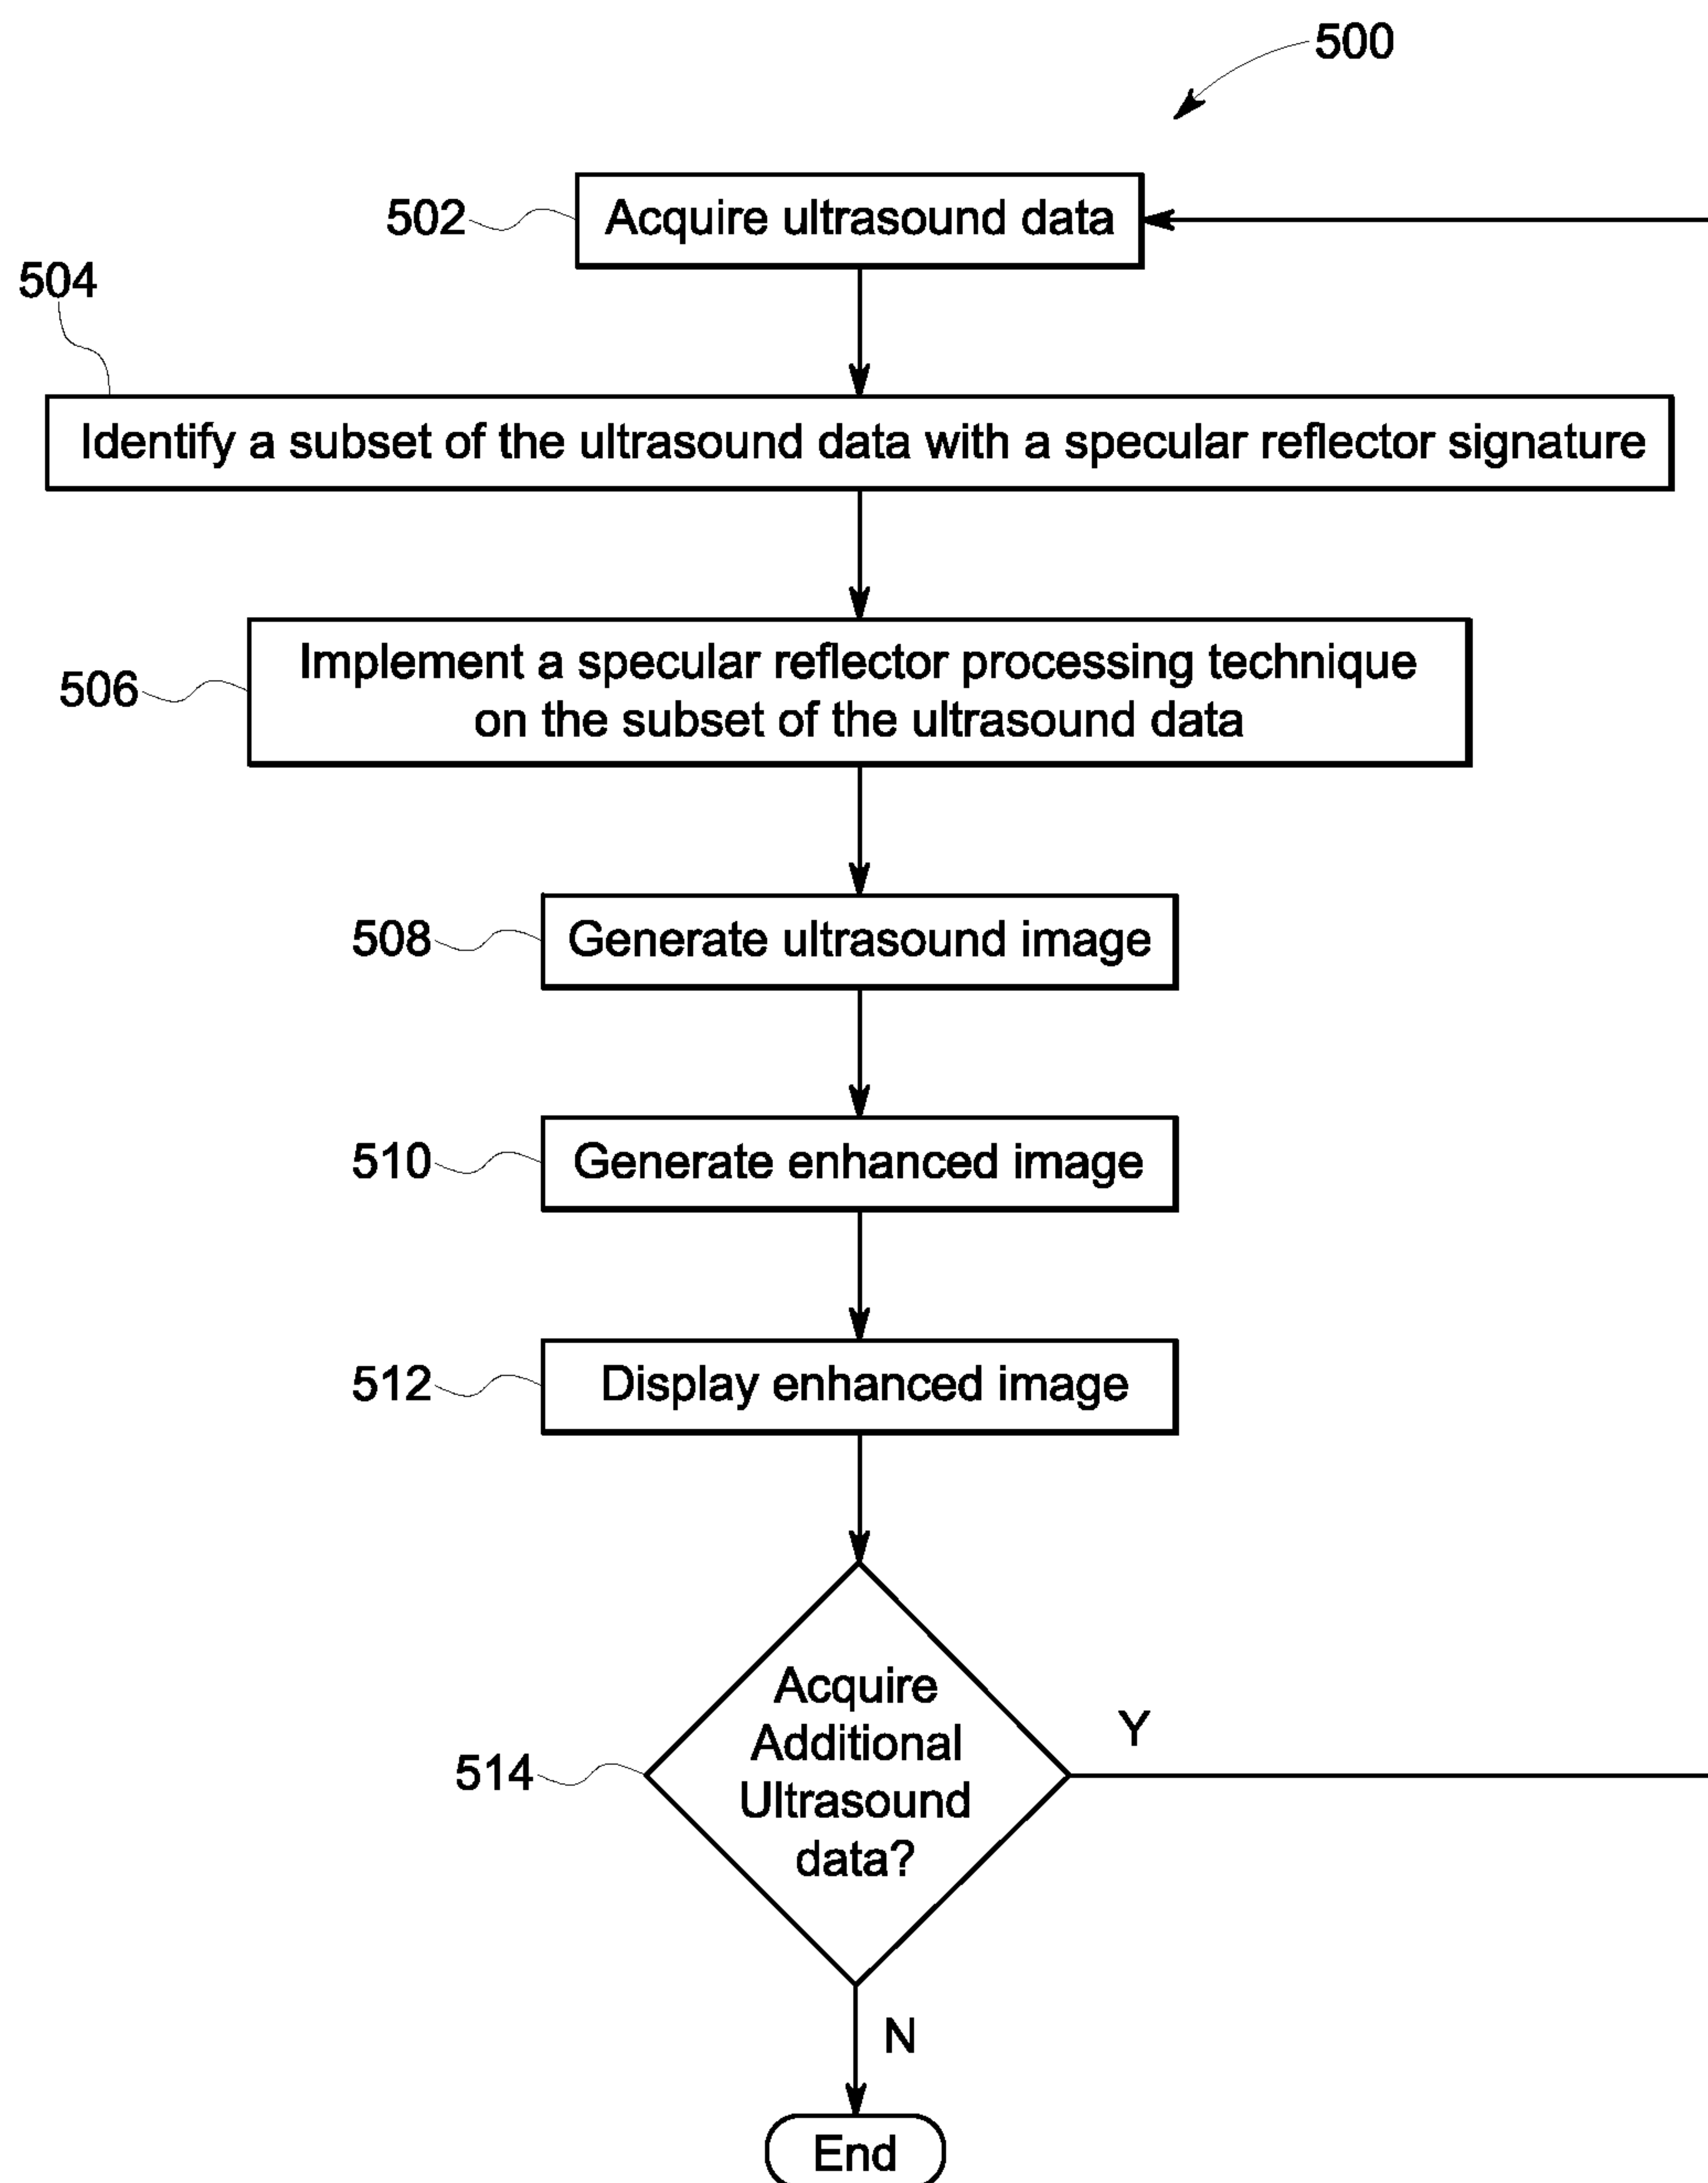 500
502
Acquire ultrasound data
504
Identify a subset of the ultrasound data with a specular reflector signature
506
Implement a specular reflector processing technique
on the subset of the ultrasound data
508
Generate ultrasound image
510
Generate enhanced image
512
Display enhanced image
514
Acquire
Additional
Ultrasound
data?
Y
N
End